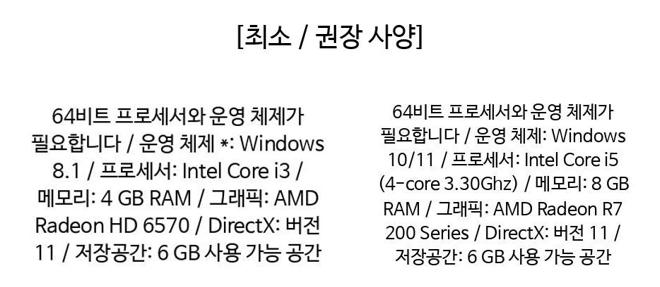 [최소 / 권장 사양]
64비트 프로세서와 운영 체제가
필요합니다 / 운영 체제 *: Windows
8.1 / 프로세서: Intel Core i3 /
메모리: 4 GB RAM / 그래픽: AMD
Radeon HD 6570 / DirectX: 버전
11 / 저장공간: 6 GB 사용 가능 공간
64비트 프로세서와 운영 체제가
필요합니다 / 운영 체제: Windows
10/11 / 프로세서: Intel Core i5
(4-core 3.30Ghz) / 메모리: 8 GB
RAM / 그래픽: AMD Radeon R7
200 Series / DirectX: 버전 11 /
저장공간: 6 GB 사용 가능 공간